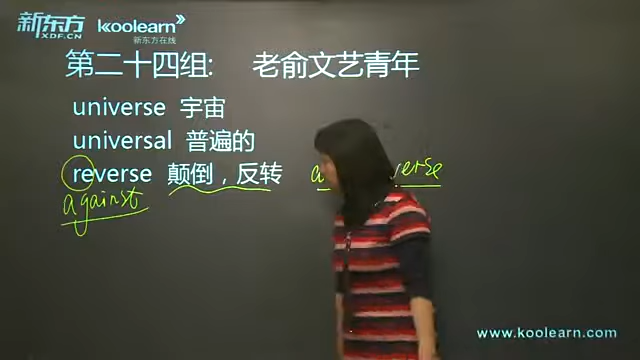 新东方 koolearn
XDF.CN 新东方在线
第二十四组: 老俞文艺青年
universe 宇宙
universal 普遍的
reverse 颠倒，反转
against
www.koolearn.com